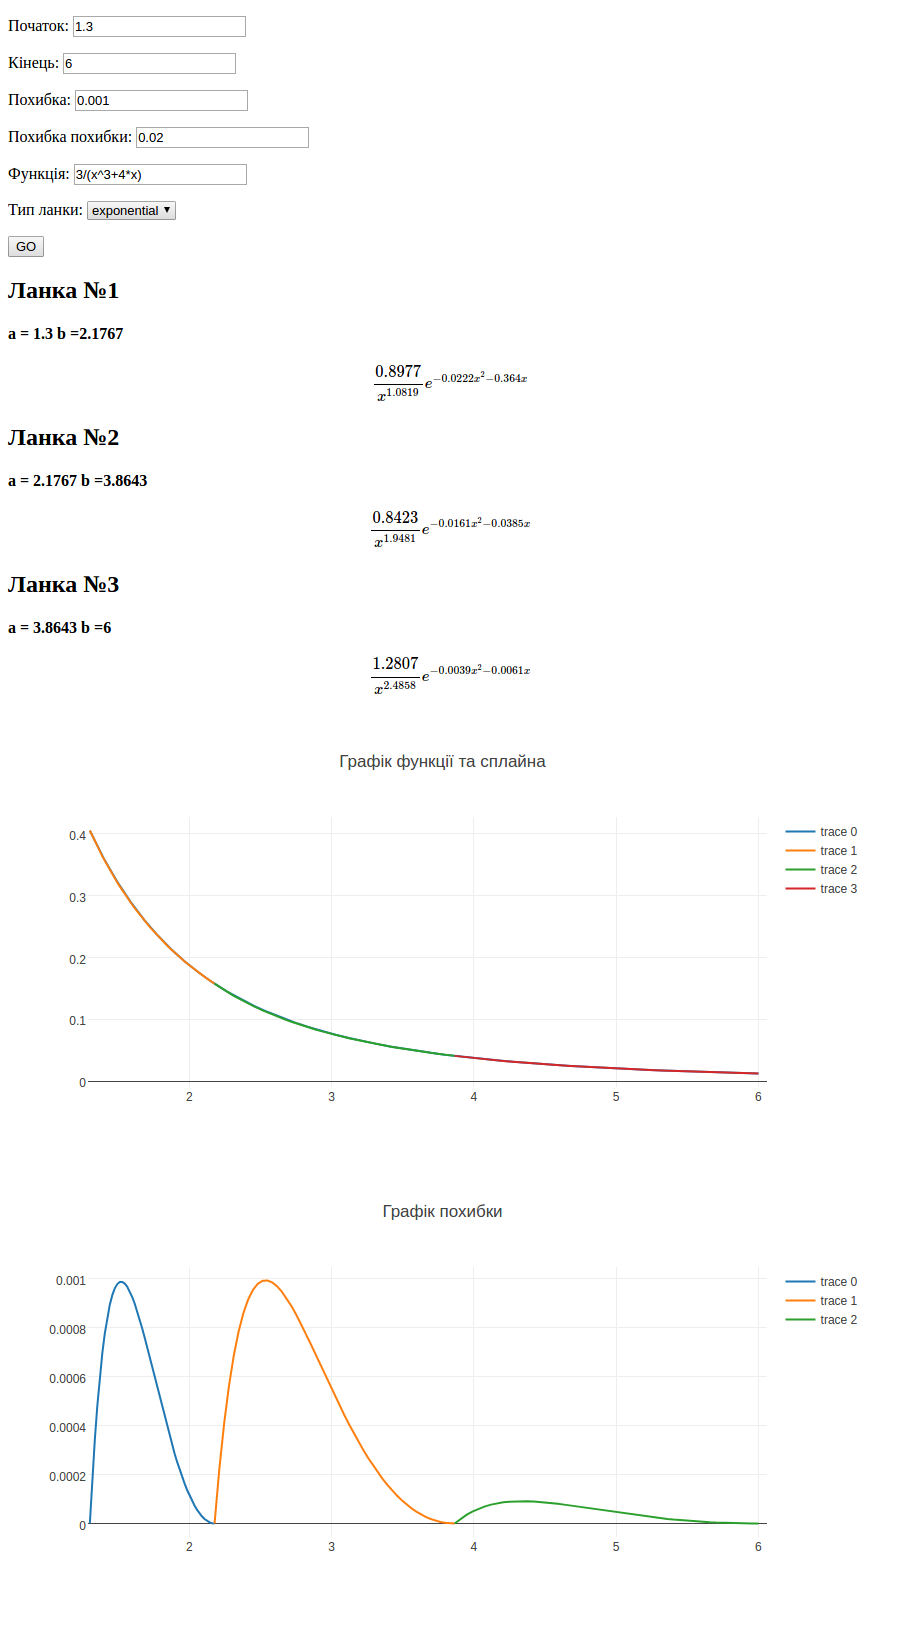 Початок: 1.3
Кінець: 6
Похибка: 0.001
Похибка похибки: 0.02
Функція: 3/(x^3+4*x)
Тип ланки: exponential
GO
Ланка №1
a = 1.3 b =2.1767
0.8977
x^1.0819 e^−0.0222x^2−0.364x
Ланка №2
a = 2.1767 b =3.8643
0.8423
x^1.9481 e^−0.0161x^2−0.0385x
Ланка №3
a = 3.8643 b =6
1.2807
x^2.4858 e^−0.0039x^2−0.0061x
Графік функції та сплайна
0.4
0.3
0.2
0.1
0
2 3 4 5 6
trace 0
trace 1
trace 2
trace 3
Графік похибки
0.001
0.0008
0.0006
0.0004
0.0002
0
2 3 4 5 6
trace 0
trace 1
trace 2